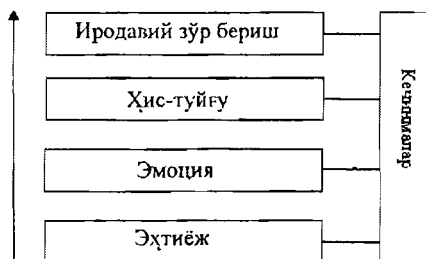 Иродавий зўр бериш
Ҳис-туйғу
Эмоция
Эҳтиёж
Кечинмалар